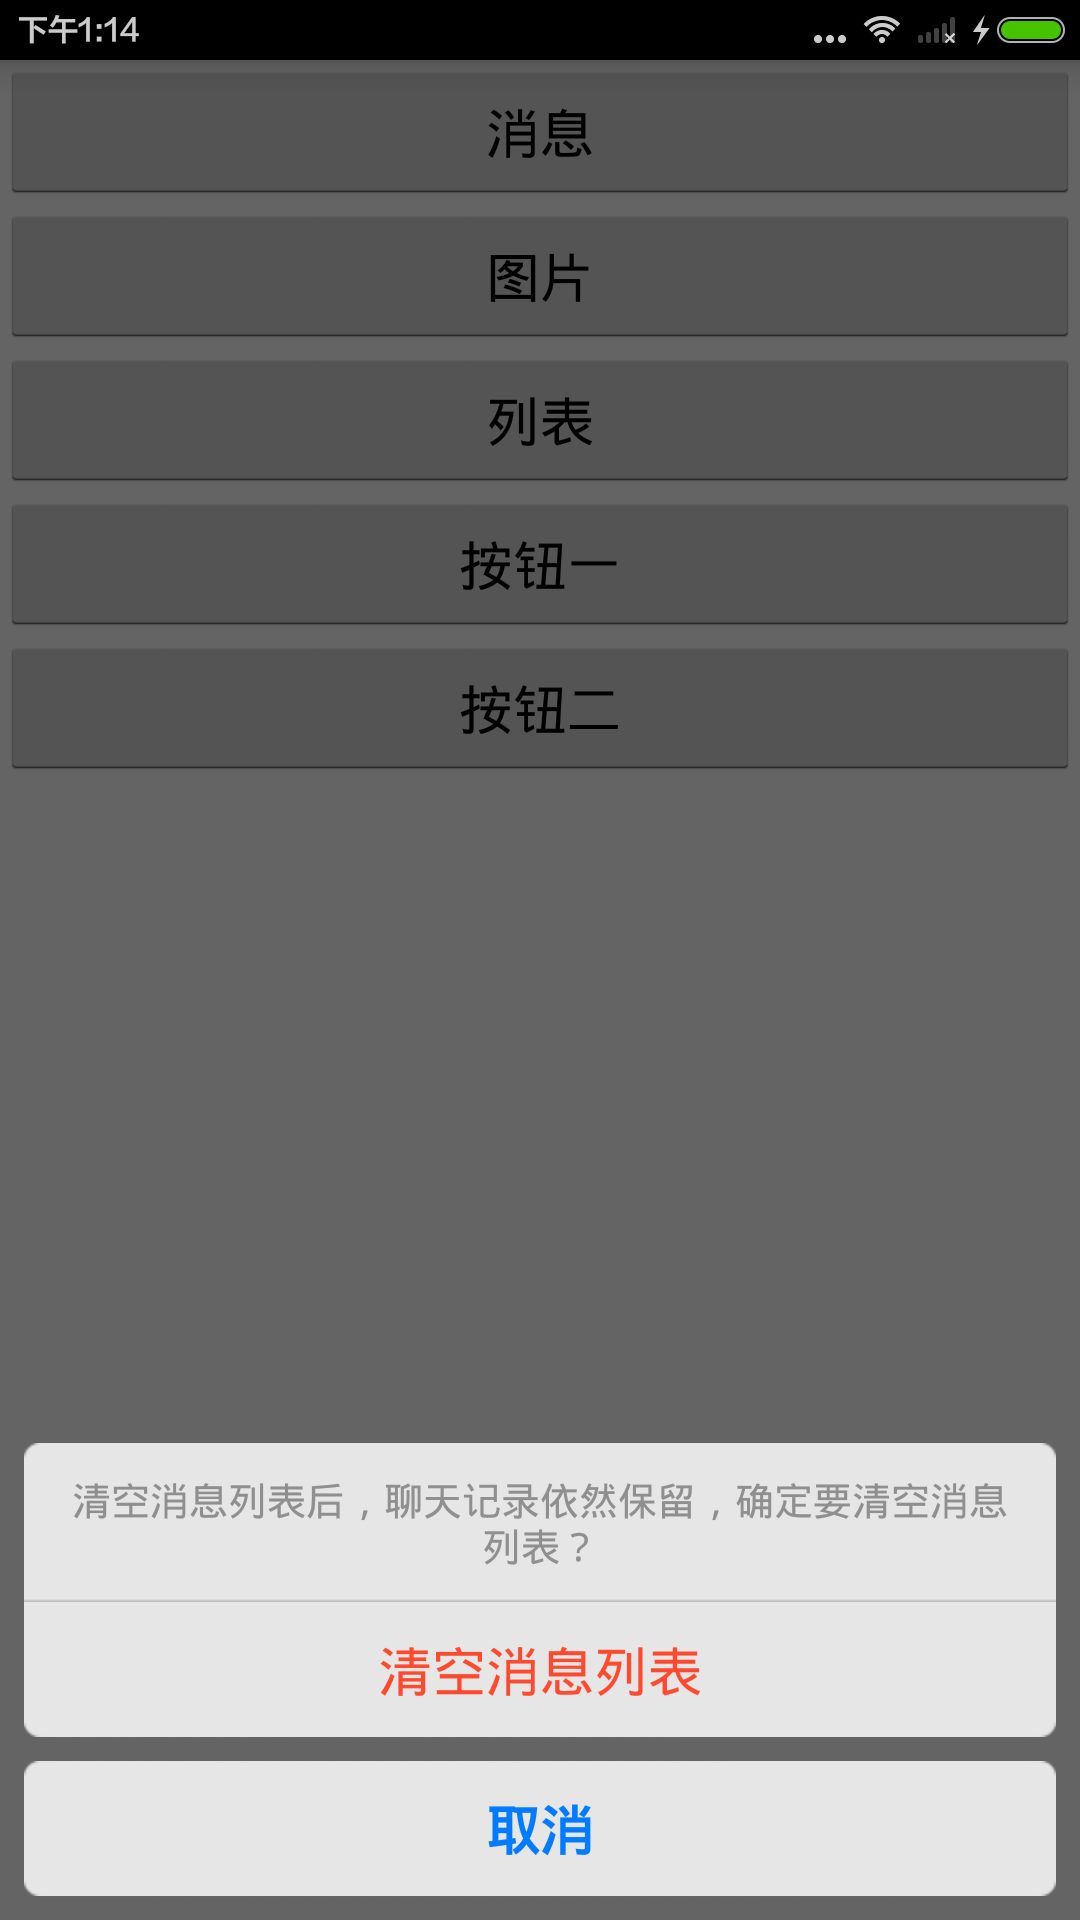 下午1:14
消息
图片
列表
按钮一
按钮二
清空消息列表后，聊天记录依然保留，确定要清空消息
列表？
清空消息列表
取消